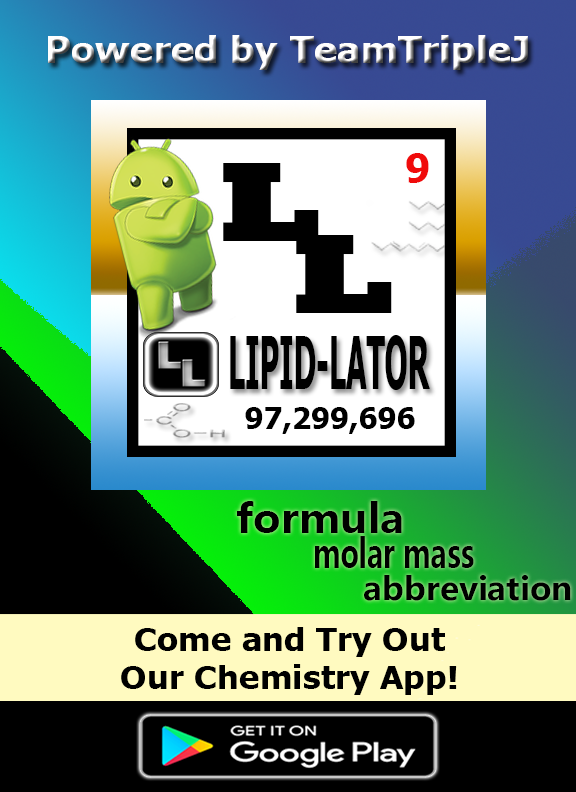 Powered by TeamTripleJ
9
LL
LL LIPID-LATOR
97,299,696
O
C
O-H
formula
molar mass
abbreviation
Come and Try Out
Our Chemistry App!
GET IT ON
Google Play